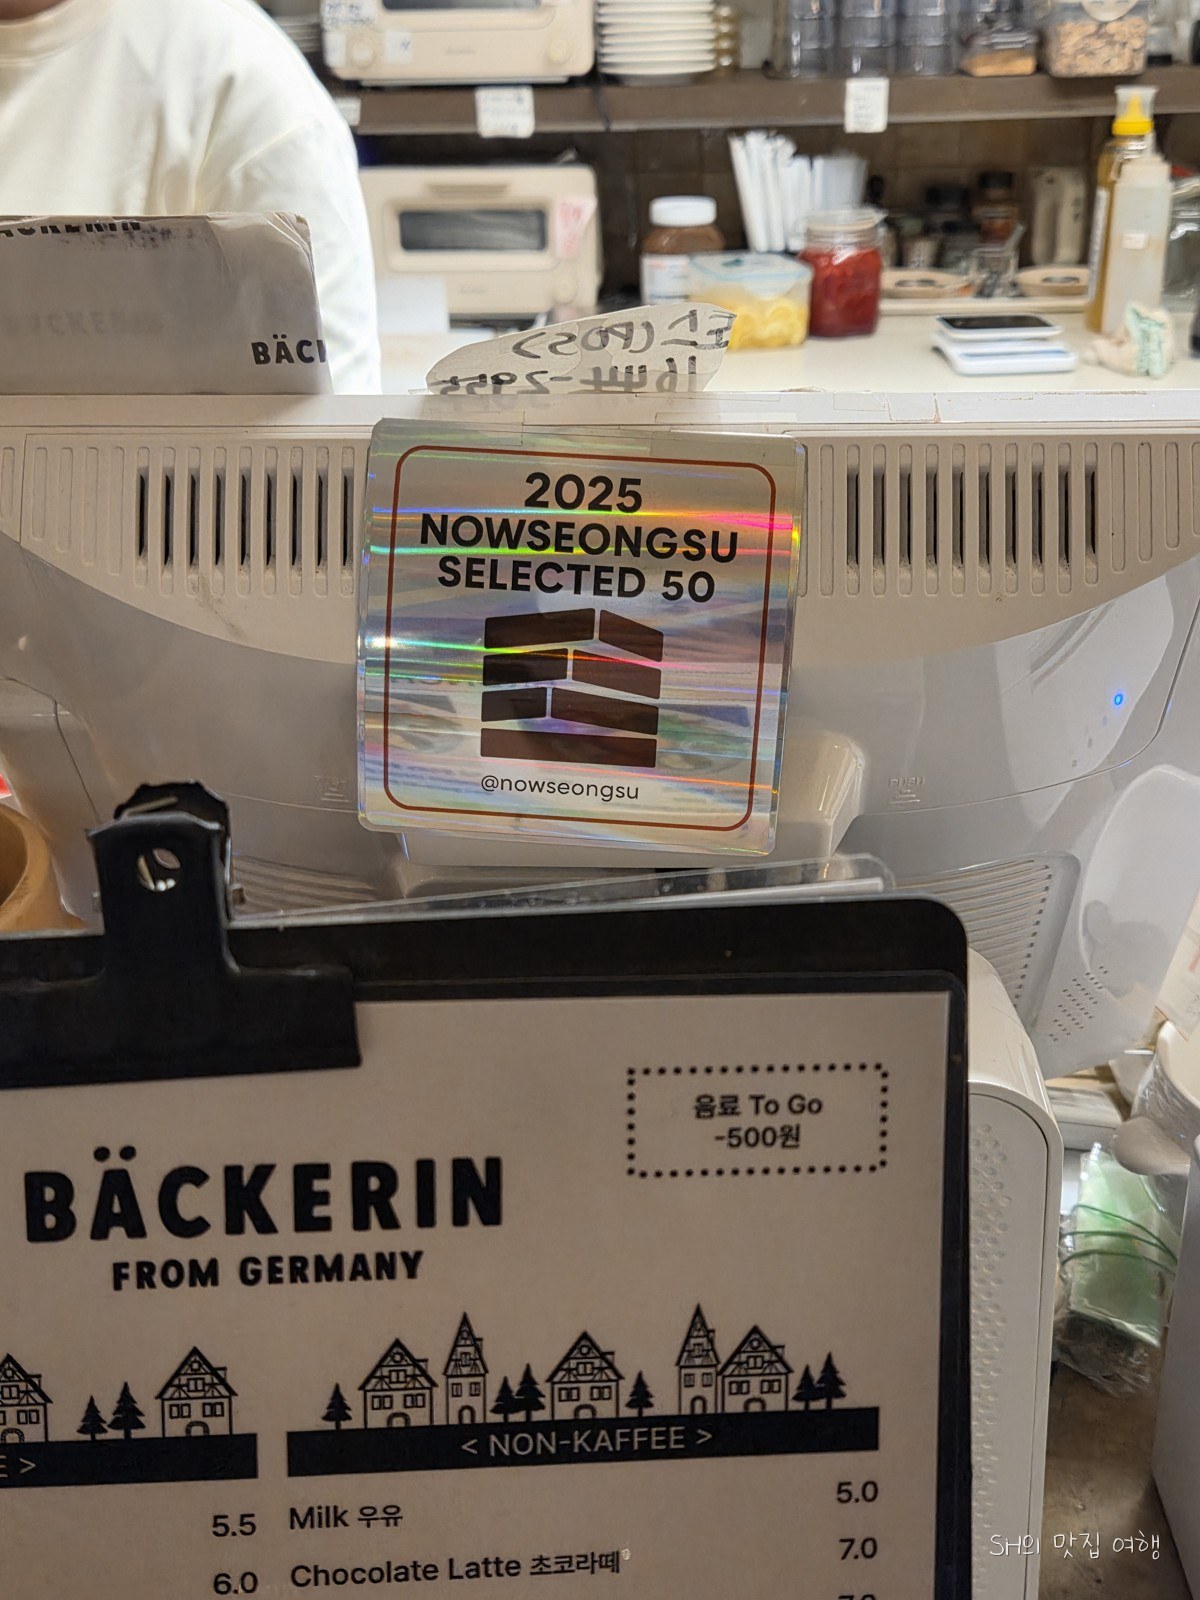 BÄCK
2025
NOWSEONGSU
SELECTED 50
@nowseongsu
음료 To Go
-500원
BÄCKERIN
FROM GERMANY
E >
< NON-KAFFEE >
5.5
Milk 우유 5.0
6.0
Chocolate Latte 초코라떼 7.0
SH의 맛집 여행